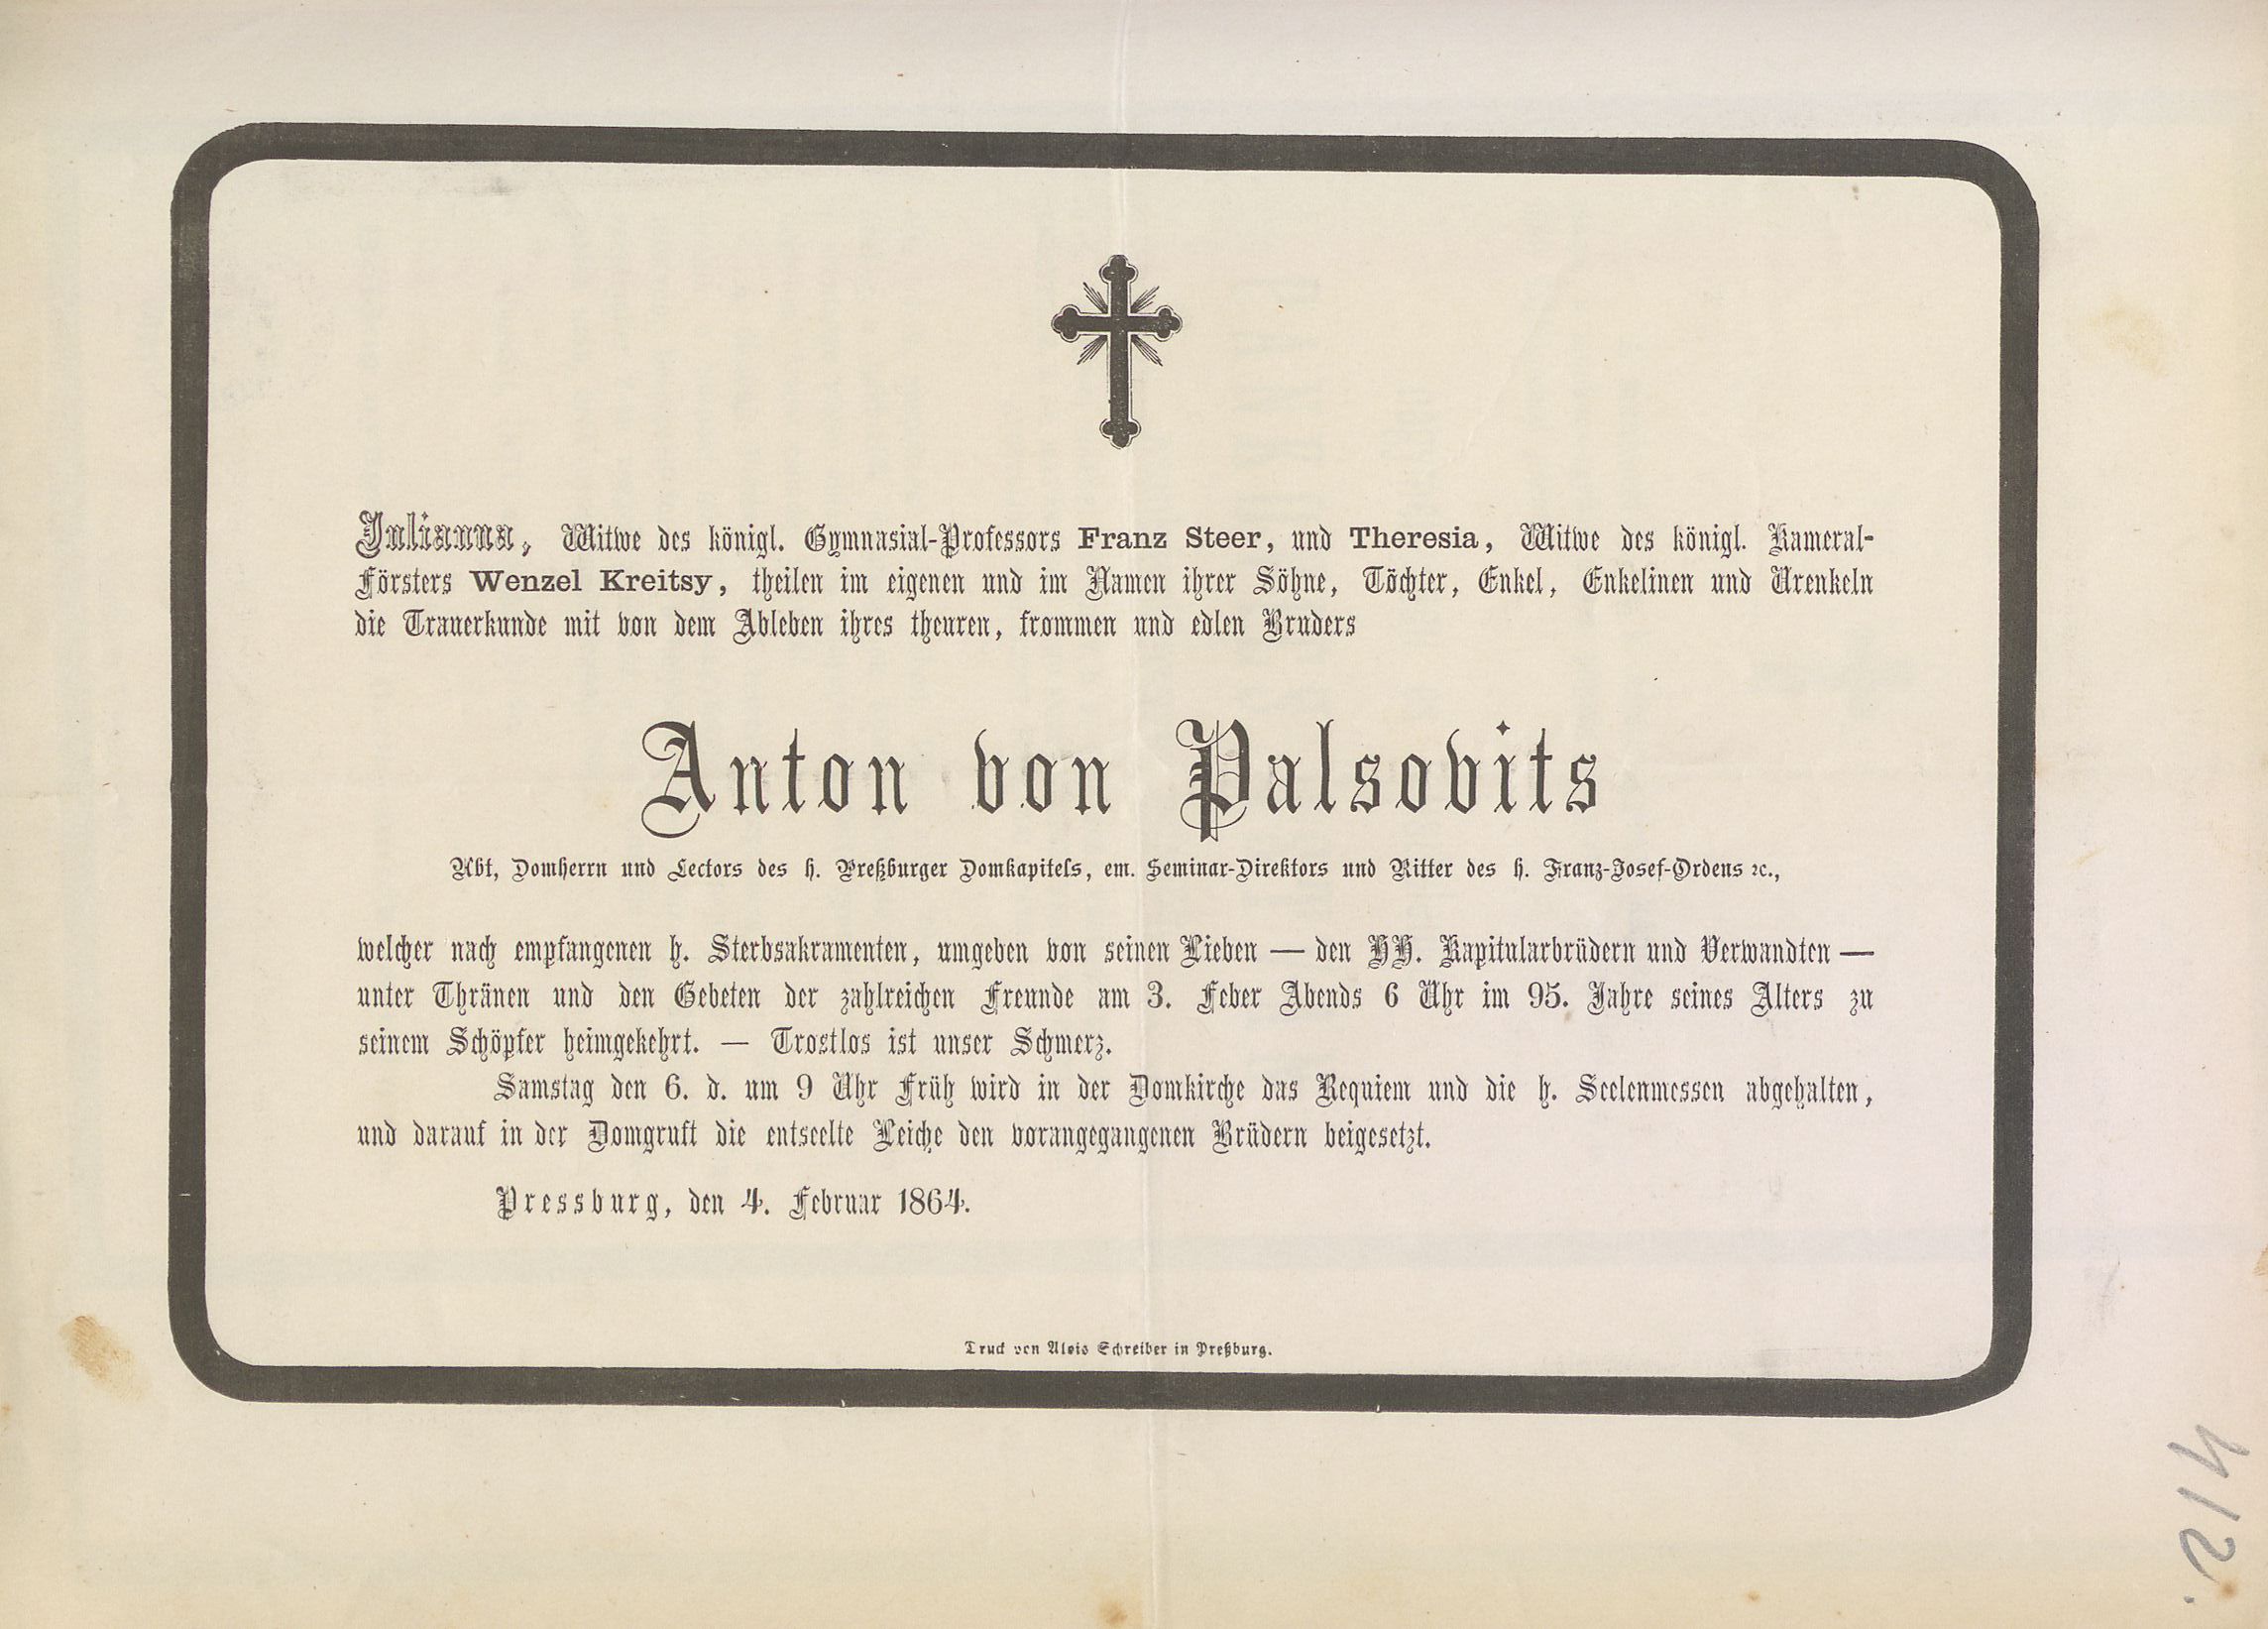 Julianna, Witwe des königl. Gymnasial-Professors Franz Steer, und Theresia, Witwe des königl. Kameral-
Försters Wenzel Kreitsy, theilen im eigenen und im Namen ihrer Söhne, Töchter, Enkel, Enkelinen und Urenkeln
die Trauerkunde mit von dem Ableben ihres theuren, frommen und edlen Bruders
Anton von Palsovits
Abt, Domherrn und Lectors des h. Preßburger Domkapitels, em. Seminar-Direktors und Ritter des h. Franz-Josef-Ordens ꝛc.,
welcher nach empfangenen h. Sterbsakramenten, umgeben von seinen Lieben — den HH. Kapitularbrüdern und Verwandten —
unter Thränen und den Gebeten der zahlreichen Freunde am 3. Feber Abends 6 Uhr im 95. Jahre seines Alters zu
seinem Schöpfer heimgekehrt. — Trostlos ist unser Schmerz.
Samstag den 6. d. um 9 Uhr Früh wird in der Domkirche das Requiem und die h. Seelenmessen abgehalten,
und darauf in der Domgruft die entseelte Leiche den vorangegangenen Brüdern beigesetzt.
Pressburg, den 4. Februar 1864.
Druck von Alois Schreiber in Preßburg.
412.